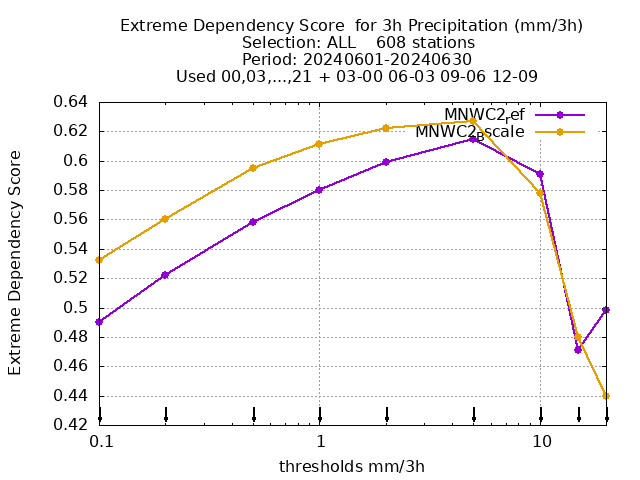 Extreme Dependency Score  for 3h Precipitation (mm/3h)
Selection: ALL    608 stations
Period: 20240601-20240630
Used 00,03,...,21 + 03-00 06-03 09-06 12-09
MNWC2ref
MNWC2Bscale
Extreme Dependency Score
0.64
0.62
0.6
0.58
0.56
0.54
0.52
0.5
0.48
0.46
0.44
0.42
0.1
1
10
thresholds mm/3h